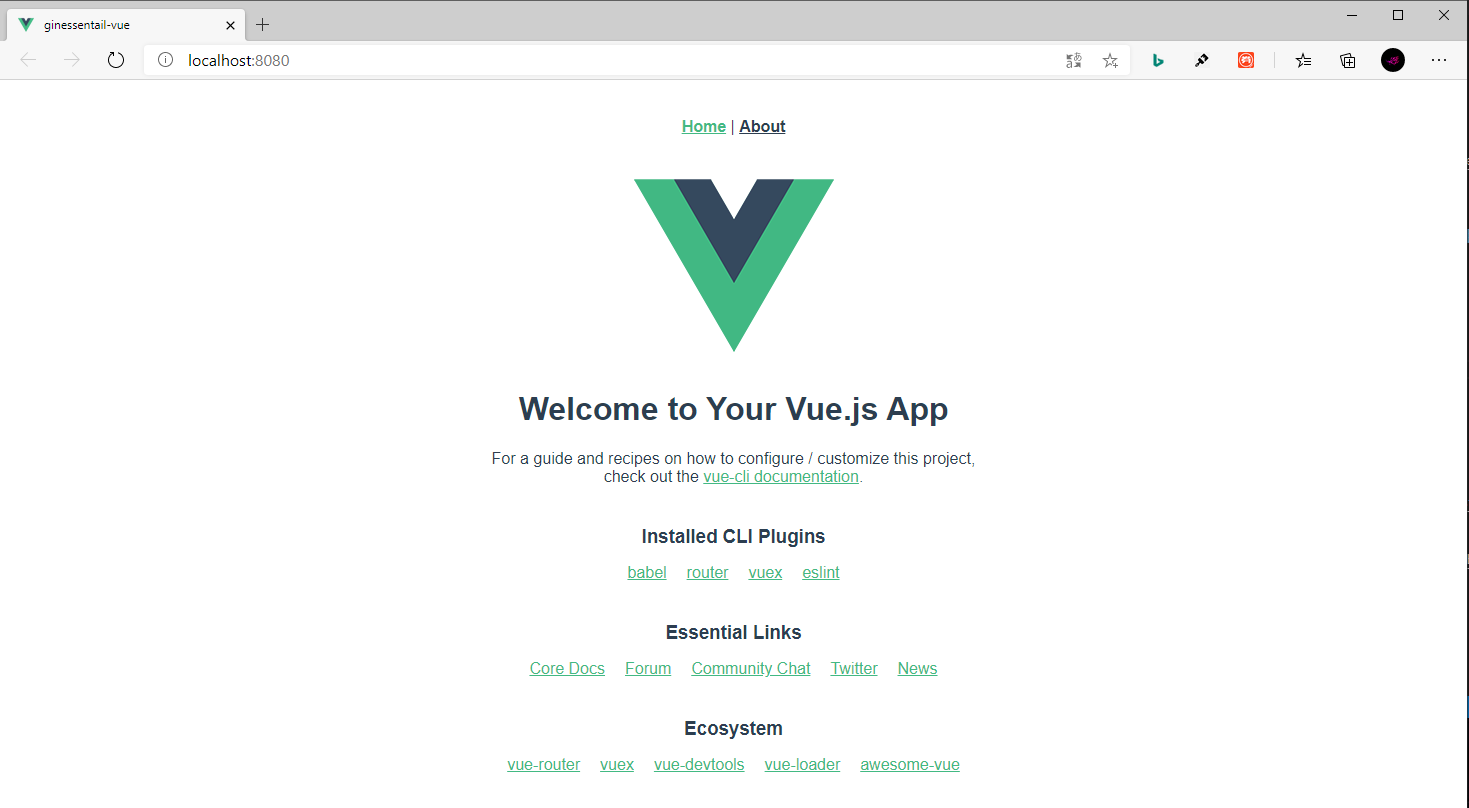 ginessentail-vue
localhost:8080
Home | About
Welcome to Your Vue.js App
For a guide and recipes on how to configure / customize this project,
check out the vue-cli documentation.
Installed CLI Plugins
babel router vuex eslint
Essential Links
Core Docs Forum Community Chat Twitter News
Ecosystem
vue-router vuex vue-devtools vue-loader awesome-vue